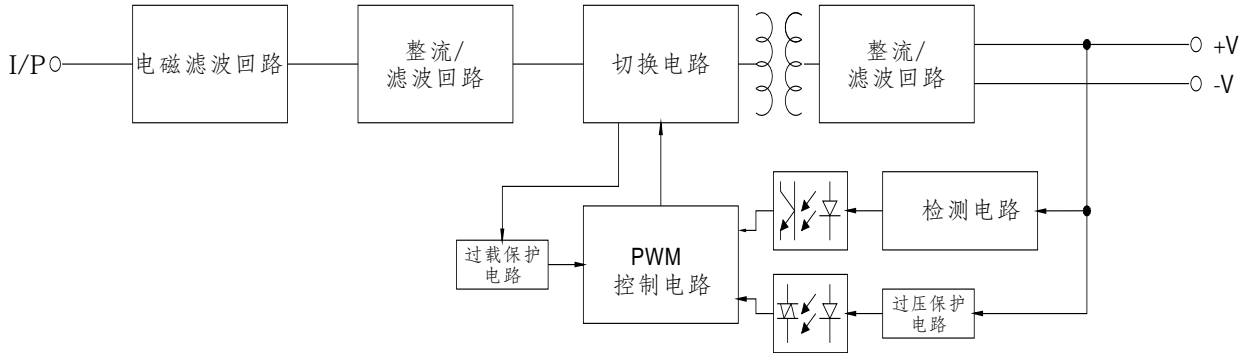 I/P
电磁滤波回路
整流/
滤波回路
切换电路
整流/
滤波回路
+V
-V
检测电路
过载保护
电路
PWM
控制电路
过压保护
电路